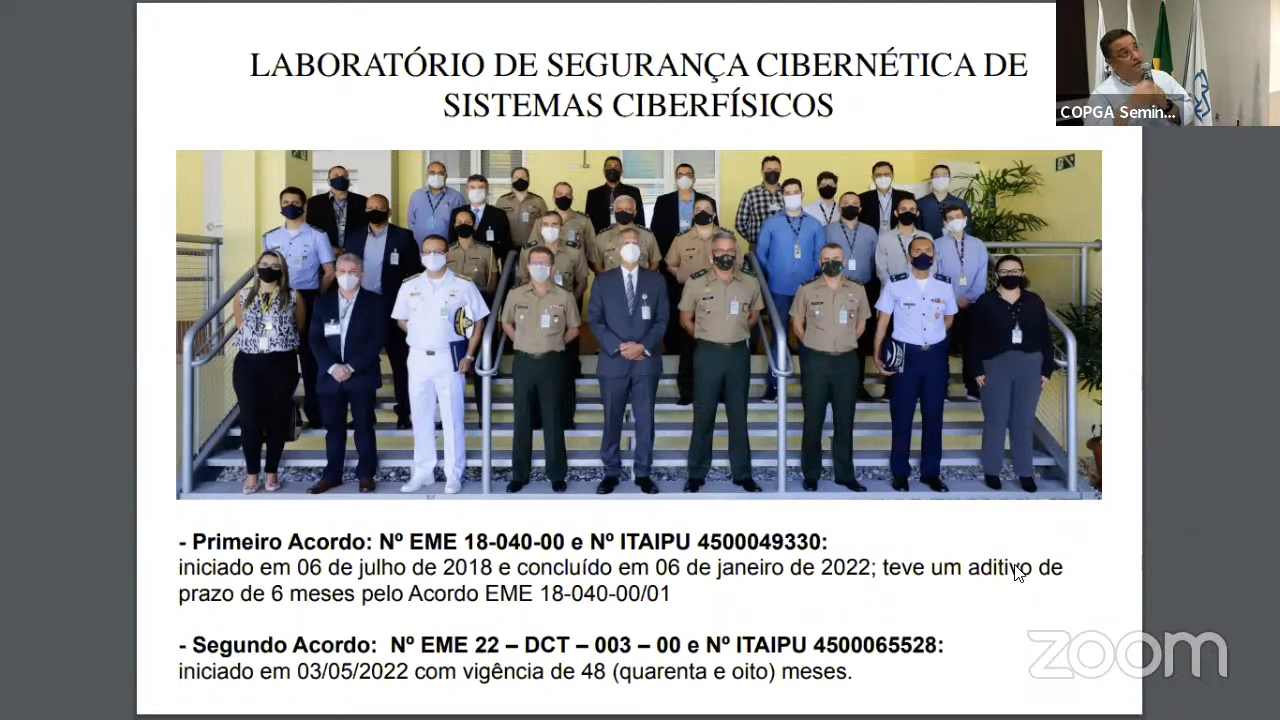 LABORATÓRIO DE SEGURANÇA CIBERNÉTICA DE
SISTEMAS CIBERFÍSICOS
COPGA Semin...
- Primeiro Acordo: Nº EME 18-040-00 e Nº ITAIPU 4500049330:
iniciado em 06 de julho de 2018 e concluído em 06 de janeiro de 2022; teve um aditivo de
prazo de 6 meses pelo Acordo EME 18-040-00/01
- Segundo Acordo: Nº EME 22 – DCT – 003 – 00 e Nº ITAIPU 4500065528:
iniciado em 03/05/2022 com vigência de 48 (quarenta e oito) meses.
zoom